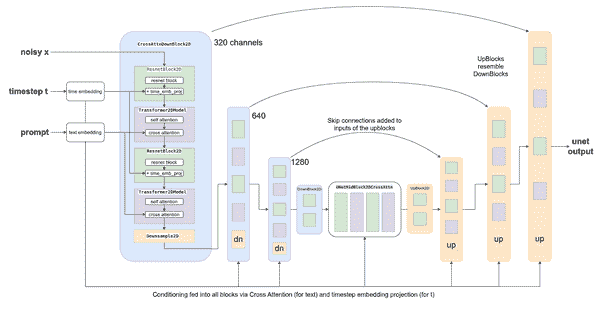 CrossAttnDownBlock2D
320 channels
noisy x
ResnetBlock2D
resnet block
+ time_emb_proj
timestep t
time embedding
Transformer2DModel
self attention
cross attention
prompt
text embedding
ResnetBlock2D
resnet block
+ time_emb_proj
Transformer2DModel
self attention
cross attention
Downsample2D
640
dn
1280
dn
DownBlock2D
Skip connections added to
inputs of the upblocks
UNetMidBlock2DCrossAttn
UpBlock2D
up
up
UpBlocks
resemble
DownBlocks
up
unet
output
Conditioning fed into all blocks via Cross Attention (for text) and timestep embedding projection (for t)